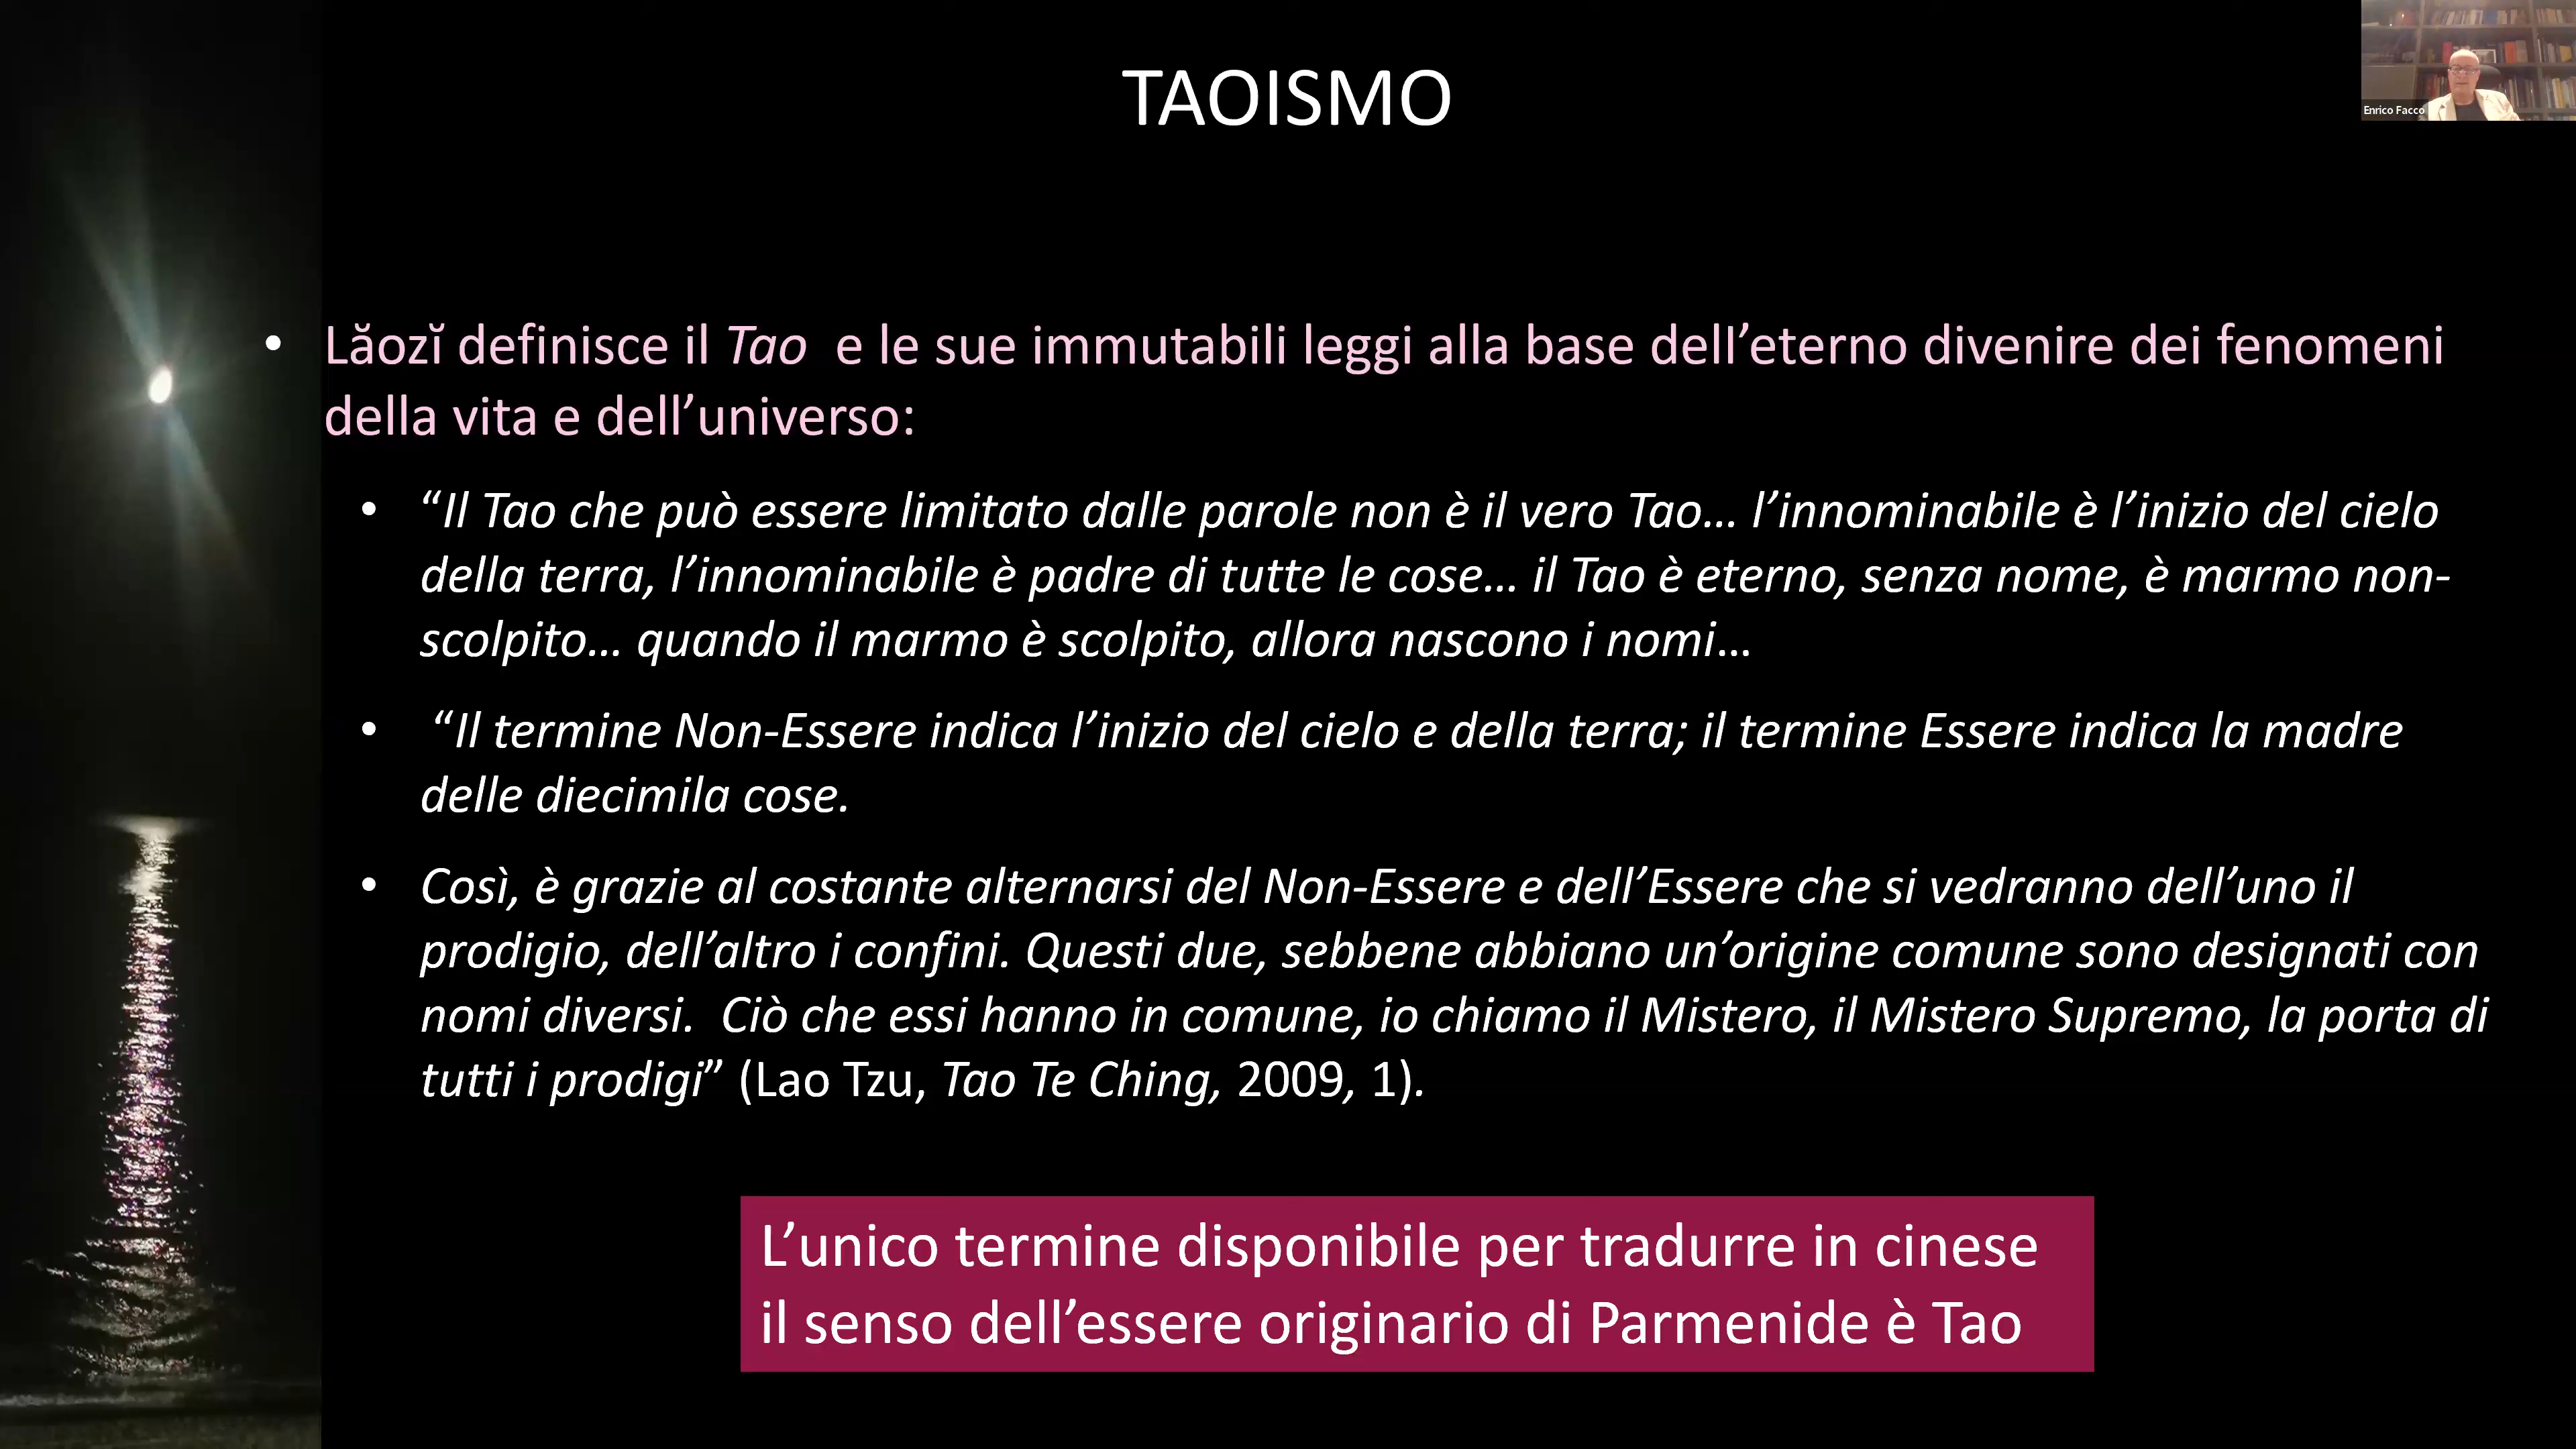 TAOISMO
Enrico Facco
• Lǎozǐ definisce il Tao e le sue immutabili leggi alla base dell’eterno divenire dei fenomeni
della vita e dell’universo:
• “Il Tao che può essere limitato dalle parole non è il vero Tao… l’innominabile è l’inizio del cielo
della terra, l’innominabile è padre di tutte le cose… il Tao è eterno, senza nome, è marmo non-
scolpito… quando il marmo è scolpito, allora nascono i nomi…
• “Il termine Non-Essere indica l’inizio del cielo e della terra; il termine Essere indica la madre
delle diecimila cose.
• Così, è grazie al costante alternarsi del Non-Essere e dell’Essere che si vedranno dell’uno il
prodigio, dell’altro i confini. Questi due, sebbene abbiano un’origine comune sono designati con
nomi diversi. Ciò che essi hanno in comune, io chiamo il Mistero, il Mistero Supremo, la porta di
tutti i prodigi” (Lao Tzu, Tao Te Ching, 2009, 1).
L’unico termine disponibile per tradurre in cinese
il senso dell’essere originario di Parmenide è Tao